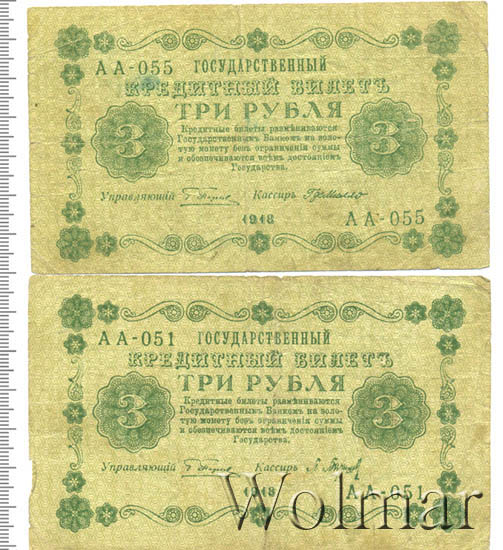 АА-055 ГОСУДАРСТВЕННЫЙ
КРЕДИТНЫЙ БИЛЕТЪ
ТРИ РУБЛЯ
3 3
Кредитные билеты размѣниваются
Государственнымъ Банкомъ на золо-
тую монету безъ ограниченія суммы
и обезпечиваются всѣмъ достояніемъ
Государства.
Управляющій Кассиръ
1918
АА-055
АА-051 ГОСУДАРСТВЕННЫЙ
КРЕДИТНЫЙ БИЛЕТЪ
ТРИ РУБЛЯ
3 3
Кредитные билеты размѣниваются
Государственнымъ Банкомъ на золо-
тую монету безъ ограниченія суммы
и обезпечиваются всѣмъ достояніемъ
Государства.
Управляющій Кассиръ
1918
АА-051
Wolmar